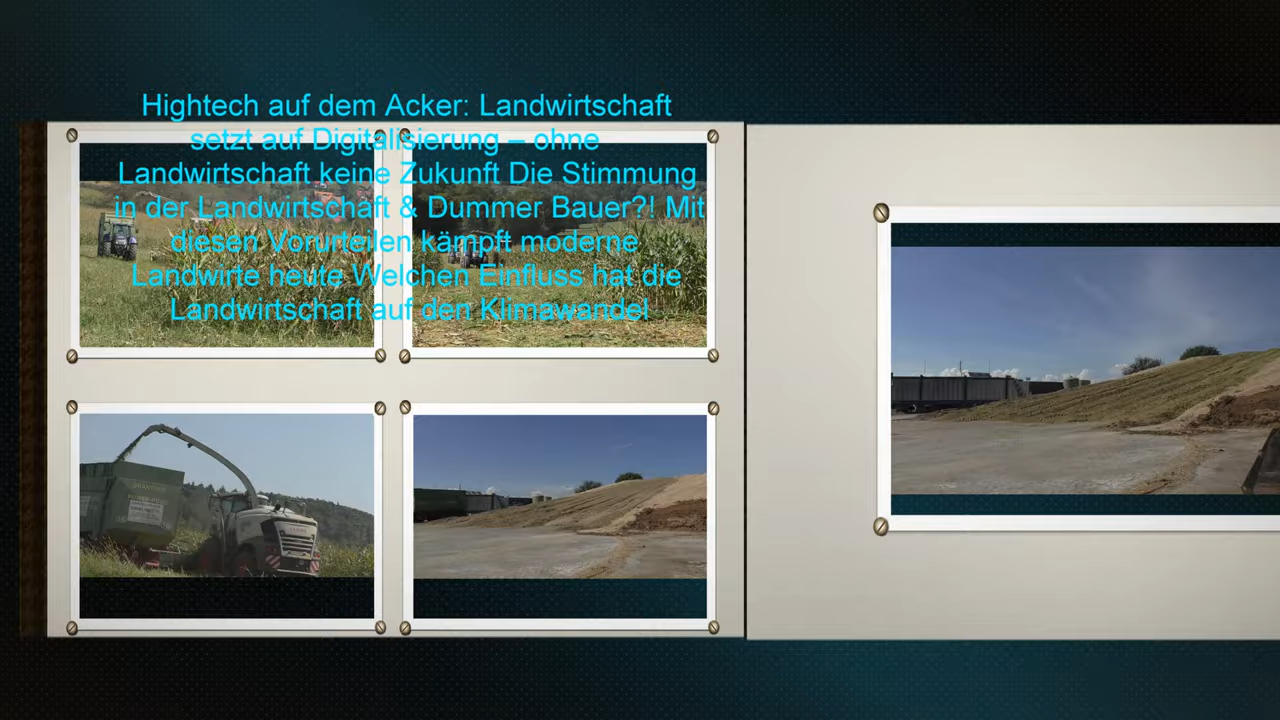 Hightech auf dem Acker: Landwirtschaft
setzt auf Digitalisierung – ohne
Landwirtschaft keine Zukunft Die Stimmung
in der Landwirtschaft & Dummer Bauer?! Mit
diesen Vorurteilen kämpft moderne
Landwirte heute Welchen Einfluss hat die
Landwirtschaft auf den Klimawandel